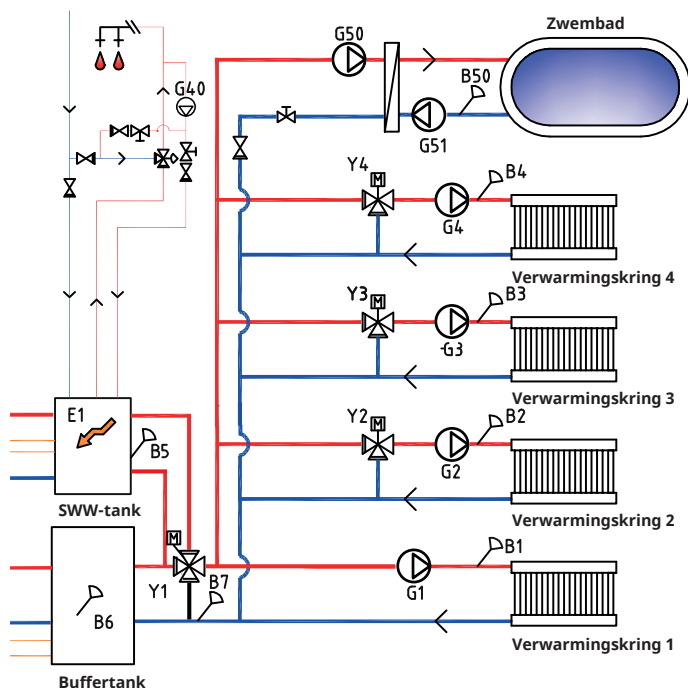 Zwembad
G50
B50
G40
G51
Y4
B4
G4
Verwarmingskring 4
Y3
B3
-G3
Verwarmingskring 3
E1
Y2
B2
B5
G2
SWW-tank
Verwarmingskring 2
M
M
M
M
Y1
B7
B1
G1
B6
Verwarmingskring 1
Buffertank